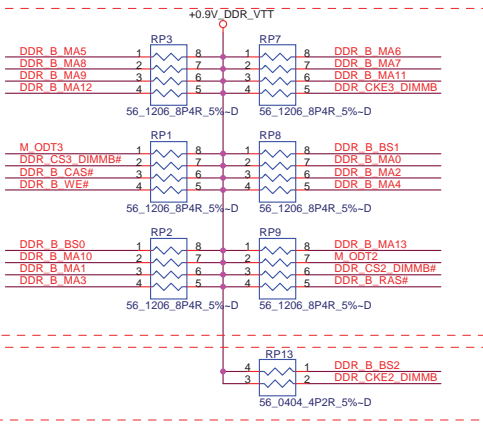 +0.9V_DDR_VTT
RP3 RP7
DDR_B_MA5 1 8 1 8 DDR_B_MA6
DDR_B_MA8 2 7 2 7 DDR_B_MA7
DDR_B_MA9 3 6 3 6 DDR_B_MA11
DDR_B_MA12 4 5 4 5 DDR_CKE3_DIMMB
56_1206_8P4R_5%~D 56_1206_8P4R_5%~D
RP1 RP8
M_ODT3 1 8 1 8 DDR_B_BS1
DDR_CS3_DIMMB# 2 7 2 7 DDR_B_MA0
DDR_B_CAS# 3 6 3 6 DDR_B_MA2
DDR_B_WE# 4 5 4 5 DDR_B_MA4
56_1206_8P4R_5%~D 56_1206_8P4R_5%~D
RP2 RP9
DDR_B_BS0 1 8 1 8 DDR_B_MA13
DDR_B_MA10 2 7 2 7 M_ODT2
DDR_B_MA1 3 6 3 6 DDR_CS2_DIMMB#
DDR_B_MA3 4 5 4 5 DDR_B_RAS#
56_1206_8P4R_5%~D 56_1206_8P4R_5%~D
RP13
4 1 DDR_B_BS2
3 2 DDR_CKE2_DIMMB
56_0404_4P2R_5%~D